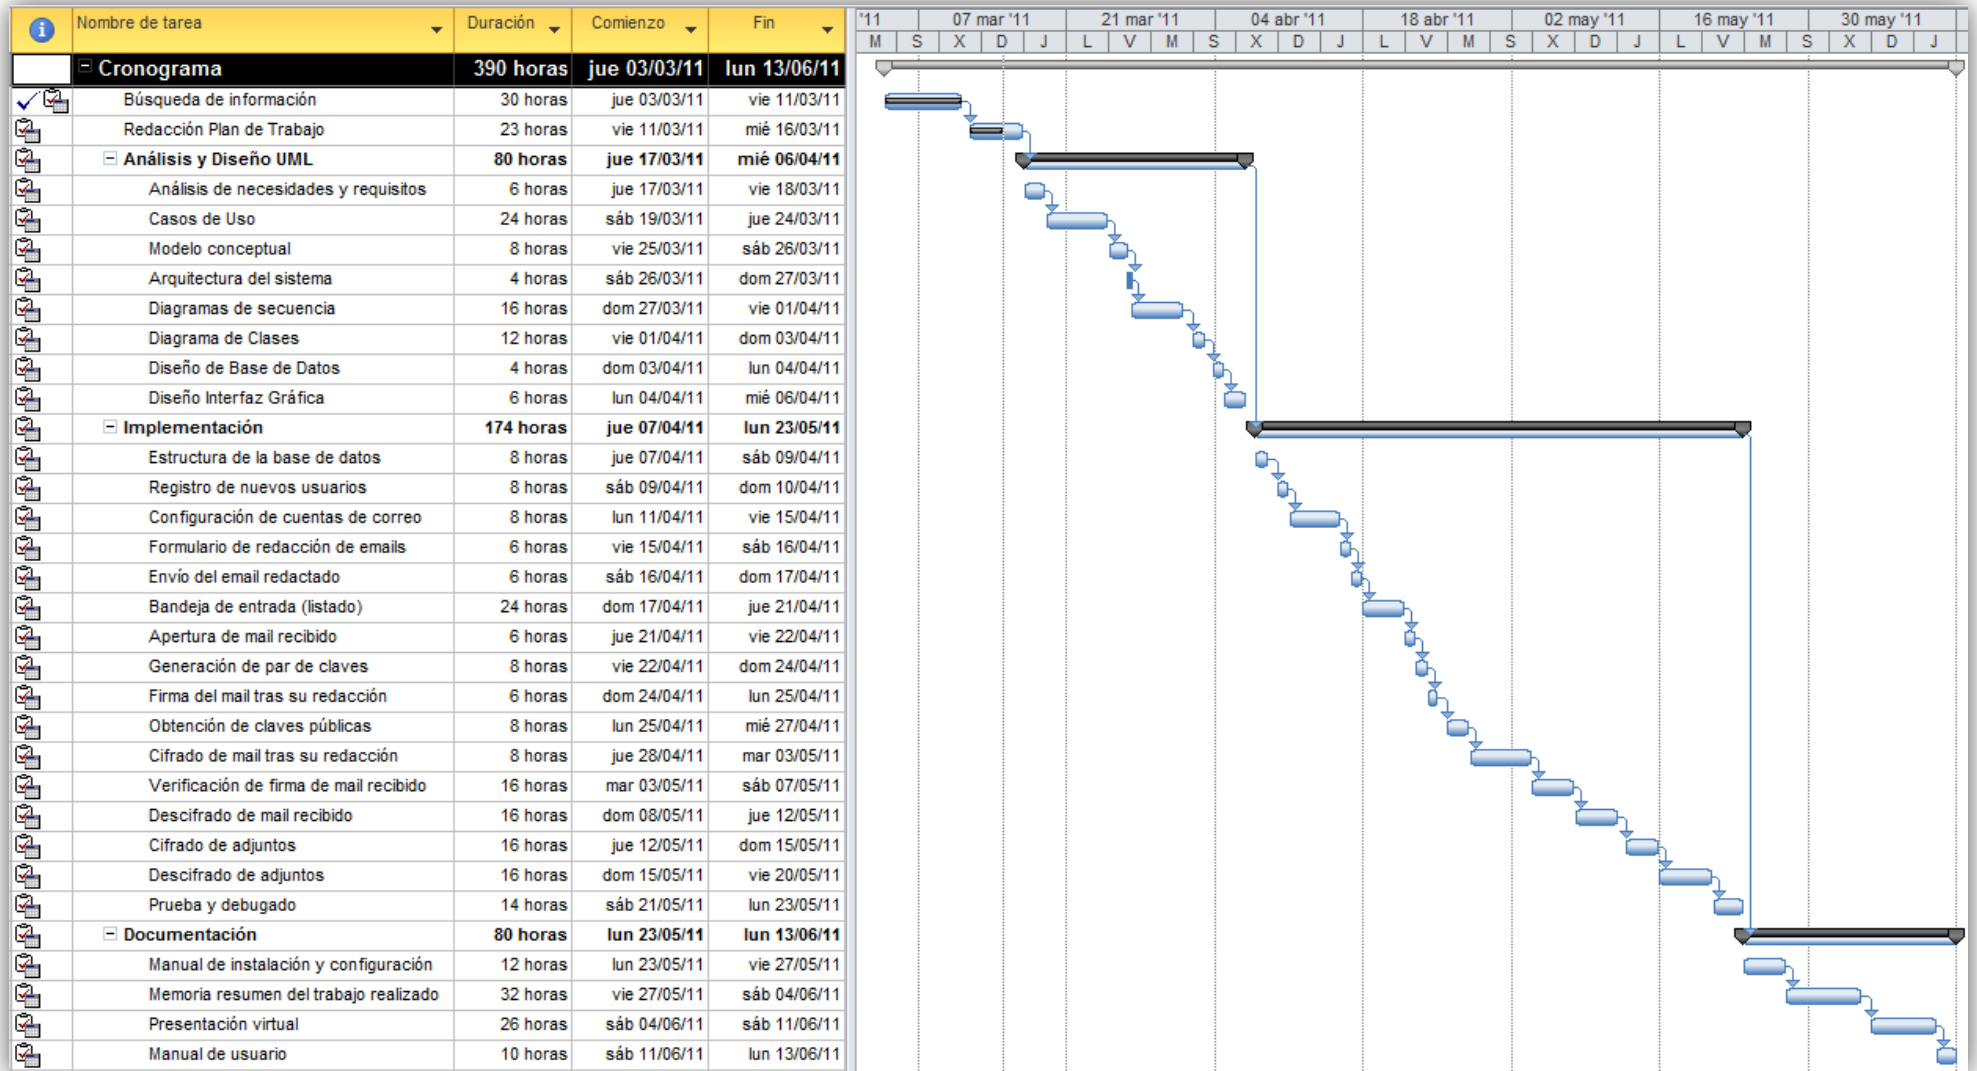 Nombre de tarea Duración Comienzo Fin '11 07 mar '11 21 mar '11 04 abr '11 18 abr '11 02 may '11 16 may '11 30 may '11
M S X D J L V M S X D J L V M S X D J L V M S X D J
Cronograma 390 horas jue 03/03/11 lun 13/06/11
Búsqueda de información 30 horas jue 03/03/11 vie 11/03/11
Redacción Plan de Trabajo 23 horas vie 11/03/11 mié 16/03/11
Análisis y Diseño UML 80 horas jue 17/03/11 mié 06/04/11
Análisis de necesidades y requisitos 6 horas jue 17/03/11 vie 18/03/11
Casos de Uso 24 horas sáb 19/03/11 jue 24/03/11
Modelo conceptual 8 horas vie 25/03/11 sáb 26/03/11
Arquitectura del sistema 4 horas sáb 26/03/11 dom 27/03/11
Diagramas de secuencia 16 horas dom 27/03/11 vie 01/04/11
Diagrama de Clases 12 horas vie 01/04/11 dom 03/04/11
Diseño de Base de Datos 4 horas dom 03/04/11 lun 04/04/11
Diseño Interfaz Gráfica 6 horas lun 04/04/11 mié 06/04/11
Implementación 174 horas jue 07/04/11 lun 23/05/11
Estructura de la base de datos 8 horas jue 07/04/11 sáb 09/04/11
Registro de nuevos usuarios 8 horas sáb 09/04/11 dom 10/04/11
Configuración de cuentas de correo 8 horas lun 11/04/11 vie 15/04/11
Formulario de redacción de emails 6 horas vie 15/04/11 sáb 16/04/11
Envío del email redactado 6 horas sáb 16/04/11 dom 17/04/11
Bandeja de entrada (listado) 24 horas dom 17/04/11 jue 21/04/11
Apertura de mail recibido 6 horas jue 21/04/11 vie 22/04/11
Generación de par de claves 8 horas vie 22/04/11 dom 24/04/11
Firma del mail tras su redacción 6 horas dom 24/04/11 lun 25/04/11
Obtención de claves públicas 8 horas lun 25/04/11 mié 27/04/11
Cifrado de mail tras su redacción 8 horas jue 28/04/11 mar 03/05/11
Verificación de firma de mail recibido 16 horas mar 03/05/11 sáb 07/05/11
Descifrado de mail recibido 16 horas dom 08/05/11 jue 12/05/11
Cifrado de adjuntos 16 horas jue 12/05/11 dom 15/05/11
Descifrado de adjuntos 16 horas dom 15/05/11 vie 20/05/11
Prueba y debugado 14 horas sáb 21/05/11 lun 23/05/11
Documentación 80 horas lun 23/05/11 lun 13/06/11
Manual de instalación y configuración 12 horas lun 23/05/11 vie 27/05/11
Memoria resumen del trabajo realizado 32 horas vie 27/05/11 sáb 04/06/11
Presentación virtual 26 horas sáb 04/06/11 sáb 11/06/11
Manual de usuario 10 horas sáb 11/06/11 lun 13/06/11